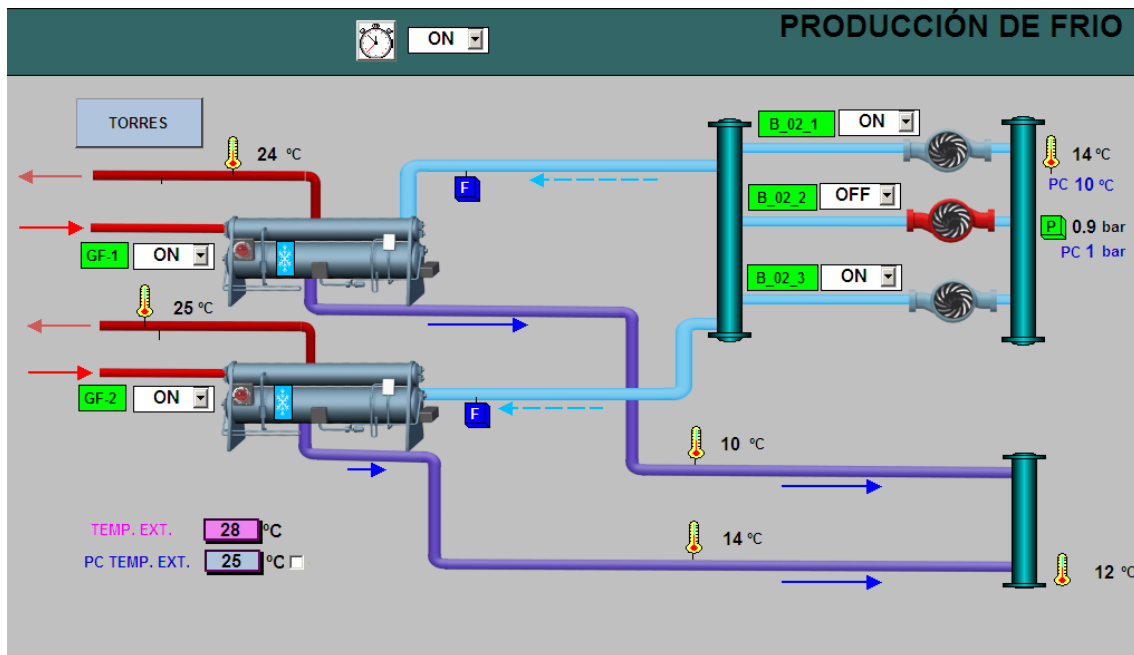 PRODUCCIÓN DE FRIO
ON
TORRES
24 ºC
B_02_1 ON
14 ºC
PC 10 ºC
F
B_02_2 OFF
P 0.9 bar
PC 1 bar
GF-1 ON
B_02_3 ON
25 ºC
GF-2 ON
F
10 ºC
TEMP. EXT. 28 ºC
14 ºC
PC TEMP. EXT. 25 ºC
12 ºC